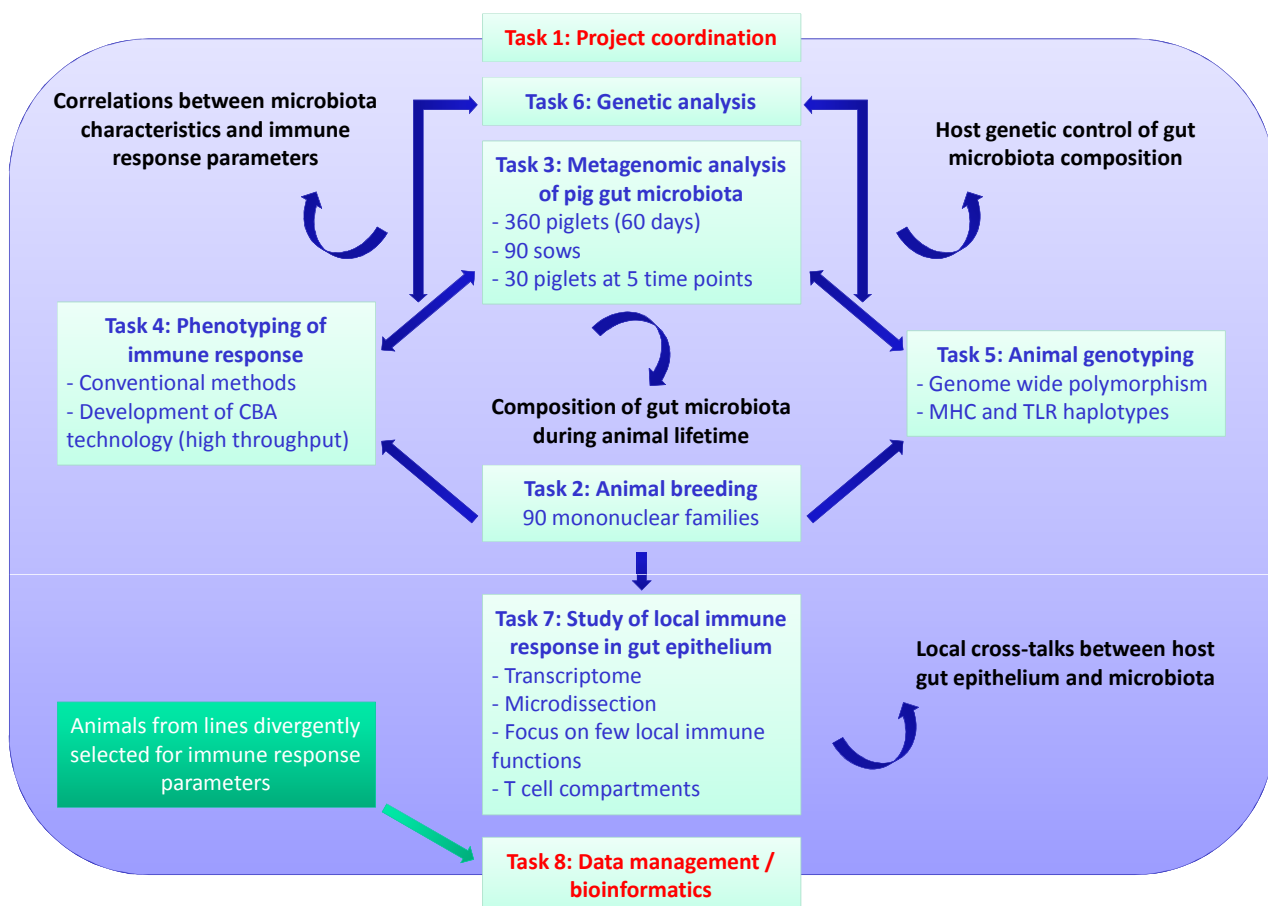 Task 1: Project coordination
Task 6: Genetic analysis
Correlations between microbiota
characteristics and immune
response parameters
Host genetic control of gut
microbiota composition
Task 3: Metagenomic analysis
of pig gut microbiota
- 360 piglets (60 days)
- 90 sows
- 30 piglets at 5 time points
Task 4: Phenotyping of
immune response
- Conventional methods
- Development of CBA
technology (high throughput)
Task 5: Animal genotyping
- Genome wide polymorphism
- MHC and TLR haplotypes
Composition of gut microbiota
during animal lifetime
Task 2: Animal breeding
90 mononuclear families
Task 7: Study of local immune
response in gut epithelium
- Transcriptome
- Microdissection
- Focus on few local immune
functions
- T cell compartments
Local cross-talks between host
gut epithelium and microbiota
Animals from lines divergently
selected for immune response
parameters
Task 8: Data management /
bioinformatics